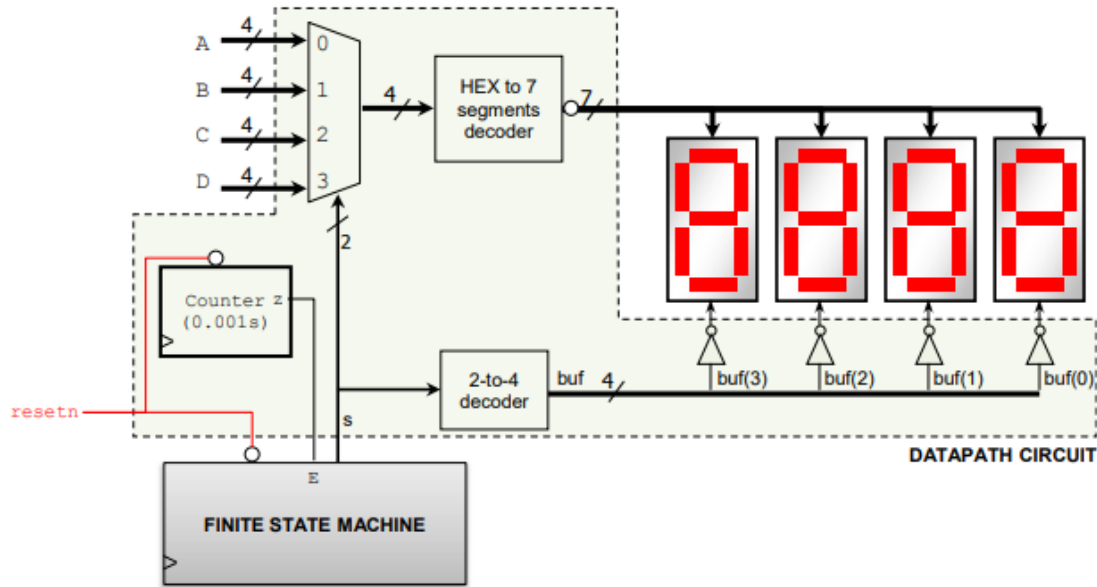 A 4 0
B 4 1
C 4 2
D 4 3
4
HEX to 7
segments
decoder
7
2
Counter z
(0.001s)
resetn
s
2-to-4
decoder
buf 4
buf(3) buf(2) buf(1) buf(0)
DATAPATH CIRCUIT
E
FINITE STATE MACHINE